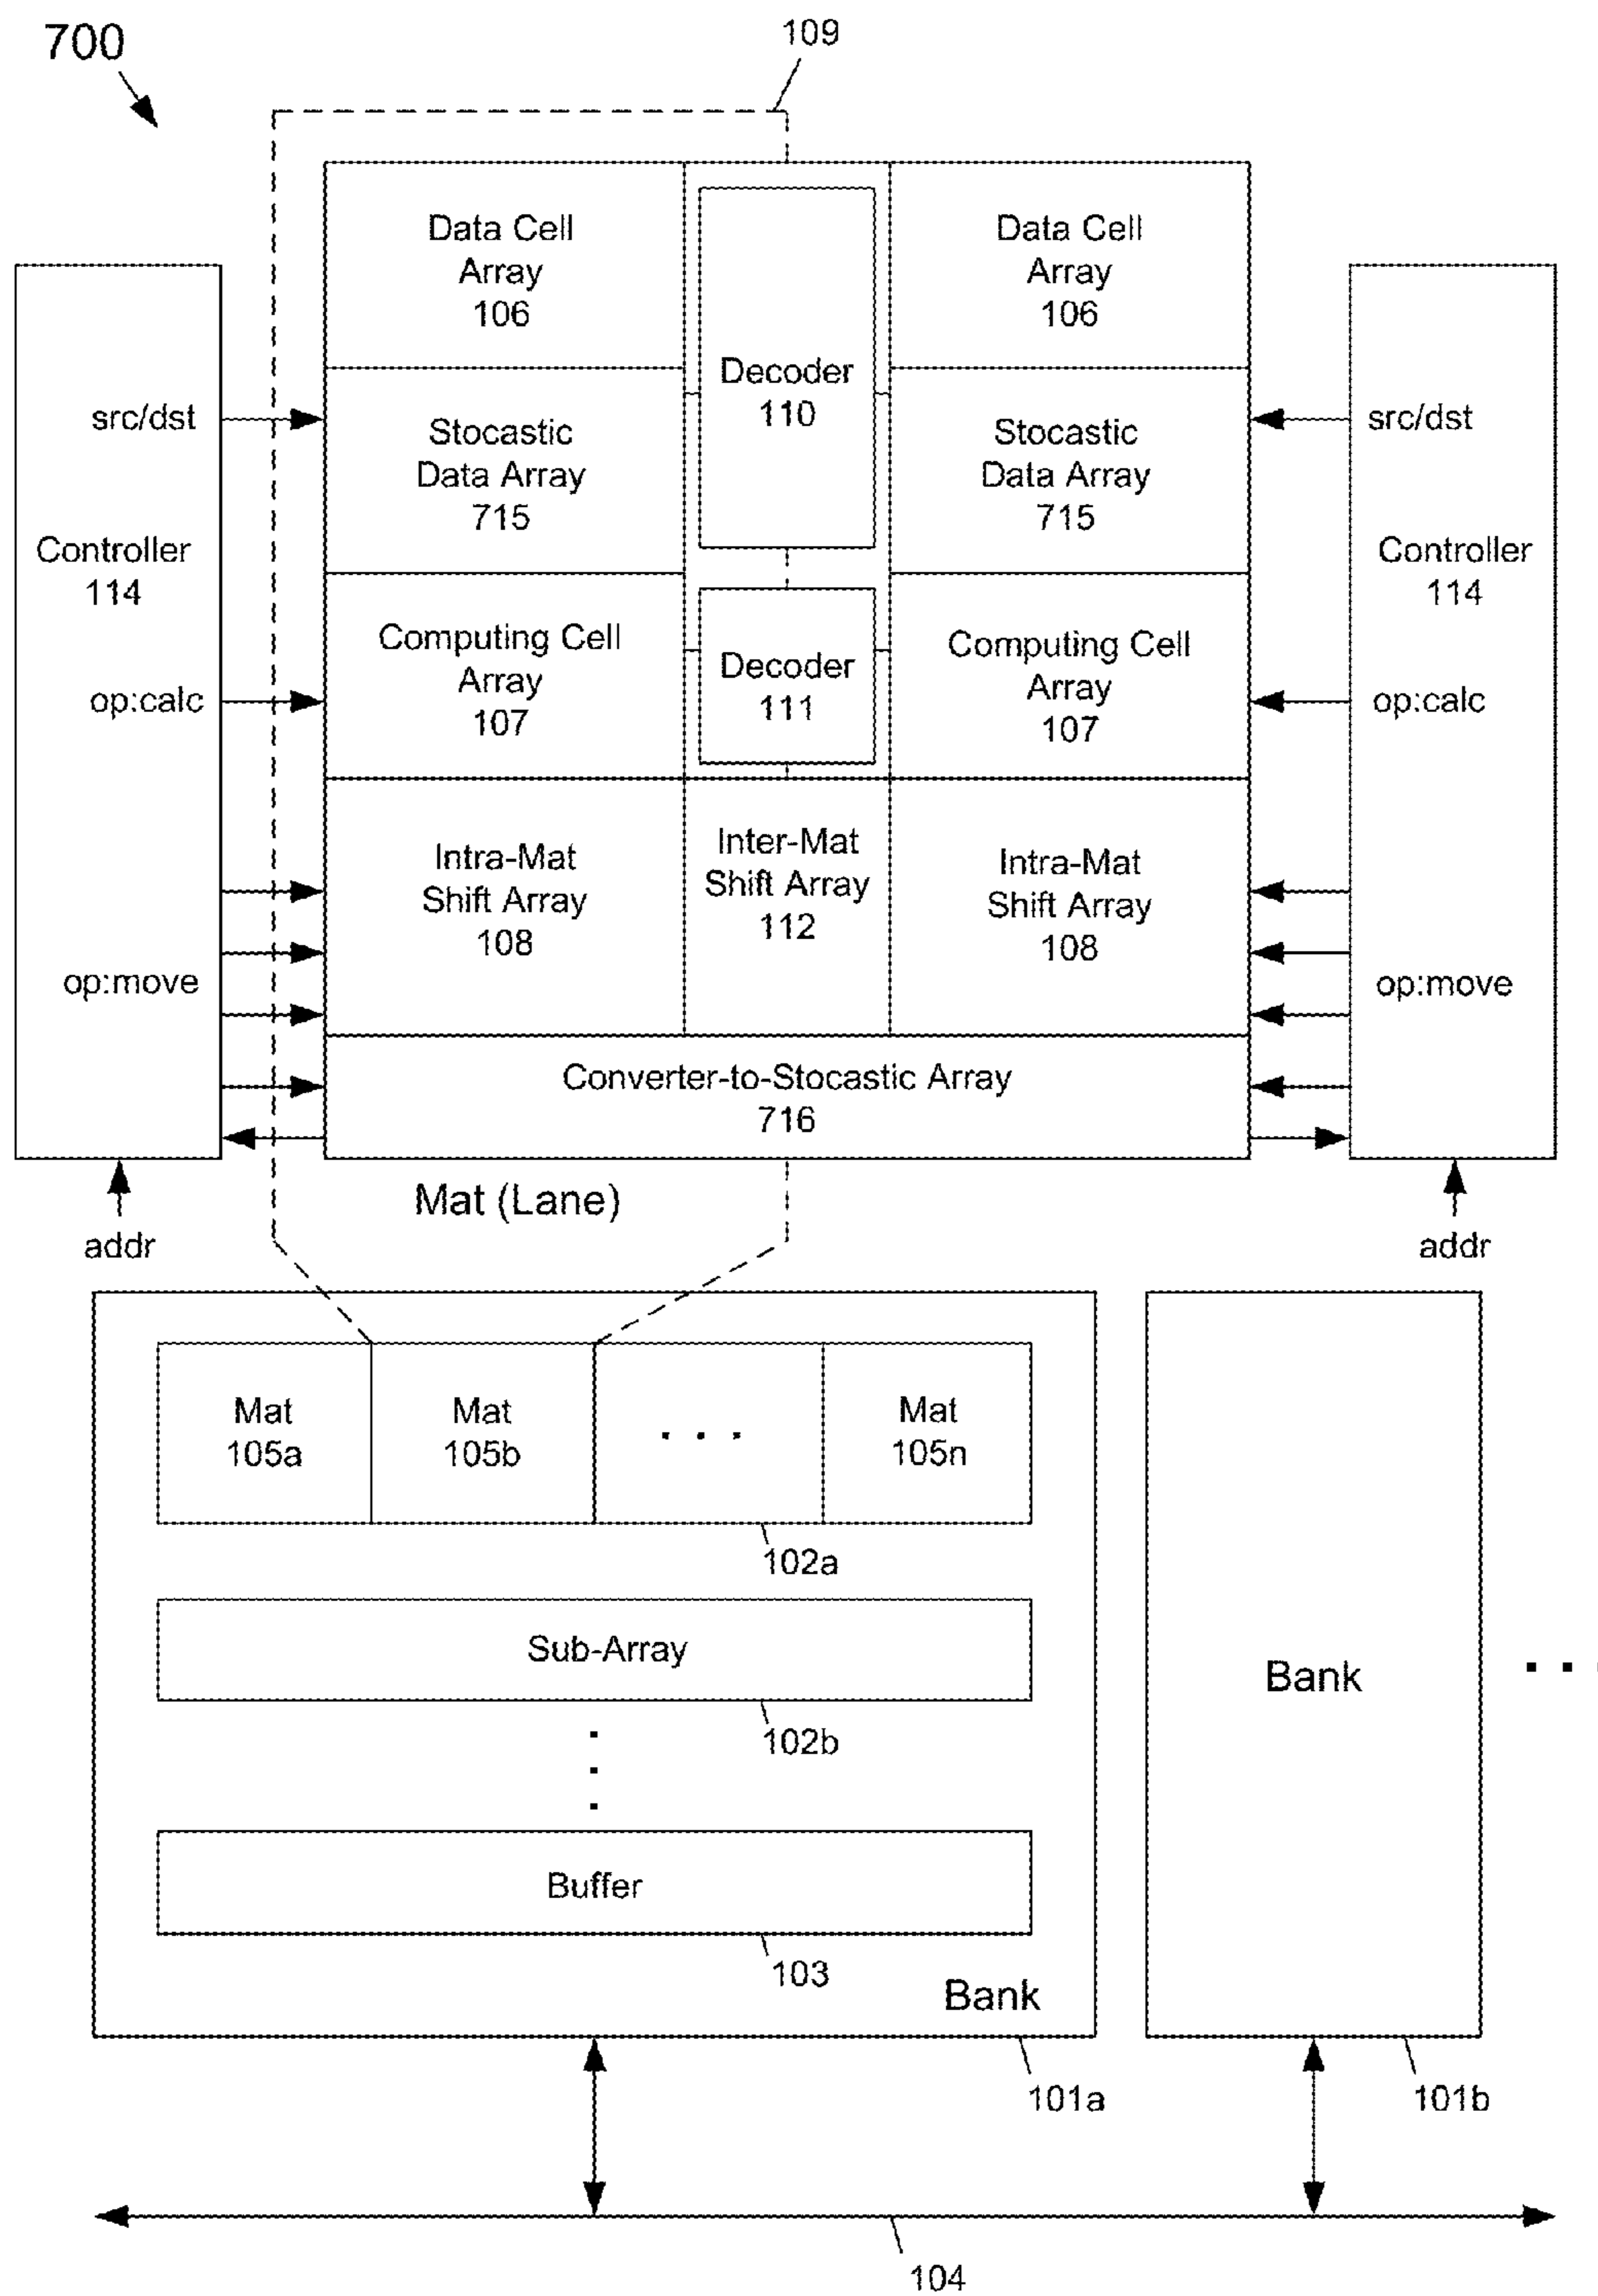 700
109
Data Cell
Array
106
Decoder
110
Data Cell
Array
106
src/dst
Stocastic
Data Array
715
Stocastic
Data Array
715
src/dst
Controller
114
Controller
114
op:calc
Computing Cell
Array
107
Decoder
111
Computing Cell
Array
107
op:calc
Intra-Mat
Shift Array
108
Inter-Mat
Shift Array
112
Intra-Mat
Shift Array
108
op:move
op:move
Converter-to-Stocastic Array
716
Mat (Lane)
addr
addr
Mat
105a
Mat
105b
. . .
Mat
105n
102a
Sub-Array
102b
.
.
.
Buffer
103
Bank
101a
Bank
. . .
101b
104